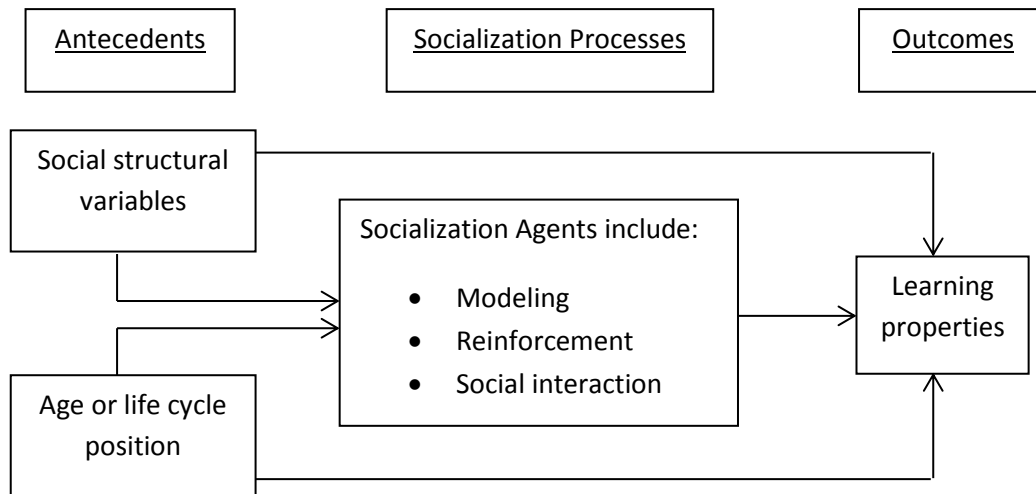 Antecedents
Socialization Processes
Outcomes
Social structural
variables
Socialization Agents include:
• Modeling
• Reinforcement
• Social interaction
Learning
properties
Age or life cycle
position